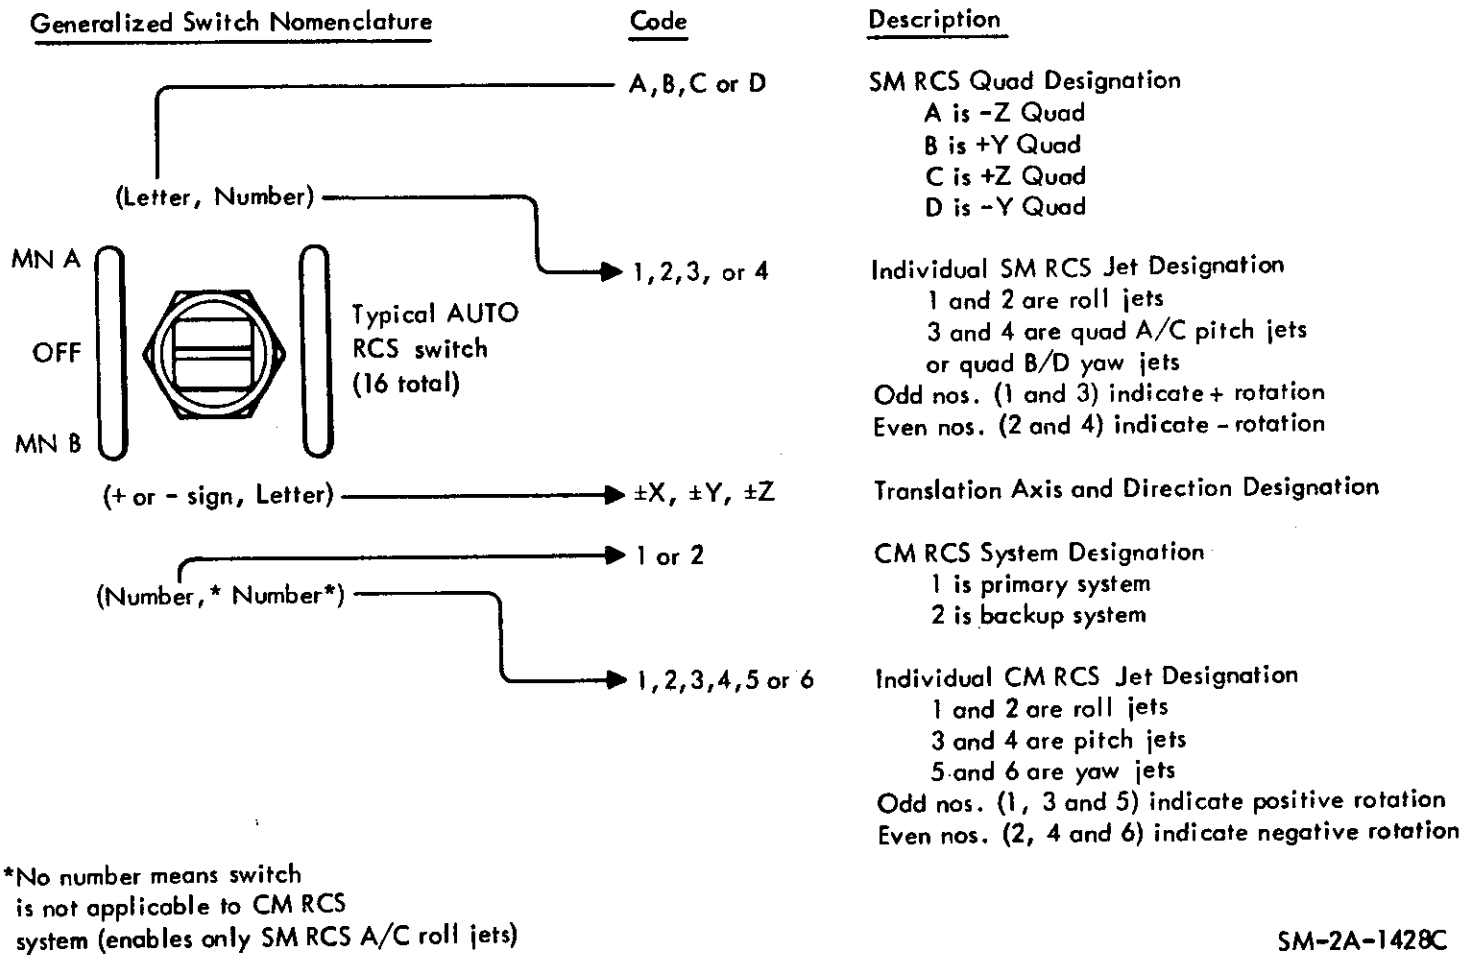 Generalized Switch Nomenclature
Code
Description
A,B,C or D
SM RCS Quad Designation
A is -Z Quad
B is +Y Quad
C is +Z Quad
D is -Y Quad
(Letter, Number)
1,2,3, or 4
Individual SM RCS Jet Designation
1 and 2 are roll jets
3 and 4 are quad A/C pitch jets
or quad B/D yaw jets
Odd nos. (1 and 3) indicate + rotation
Even nos. (2 and 4) indicate - rotation
MN A
OFF
MN B
Typical AUTO
RCS switch
(16 total)
(+ or - sign, Letter)
±X, ±Y, ±Z
Translation Axis and Direction Designation
1 or 2
CM RCS System Designation
1 is primary system
2 is backup system
(Number,* Number*)
1,2,3,4,5 or 6
Individual CM RCS Jet Designation
1 and 2 are roll jets
3 and 4 are pitch jets
5 and 6 are yaw jets
Odd nos. (1, 3 and 5) indicate positive rotation
Even nos. (2, 4 and 6) indicate negative rotation
*No number means switch
is not applicable to CM RCS
system (enables only SM RCS A/C roll jets)
SM-2A-1428C